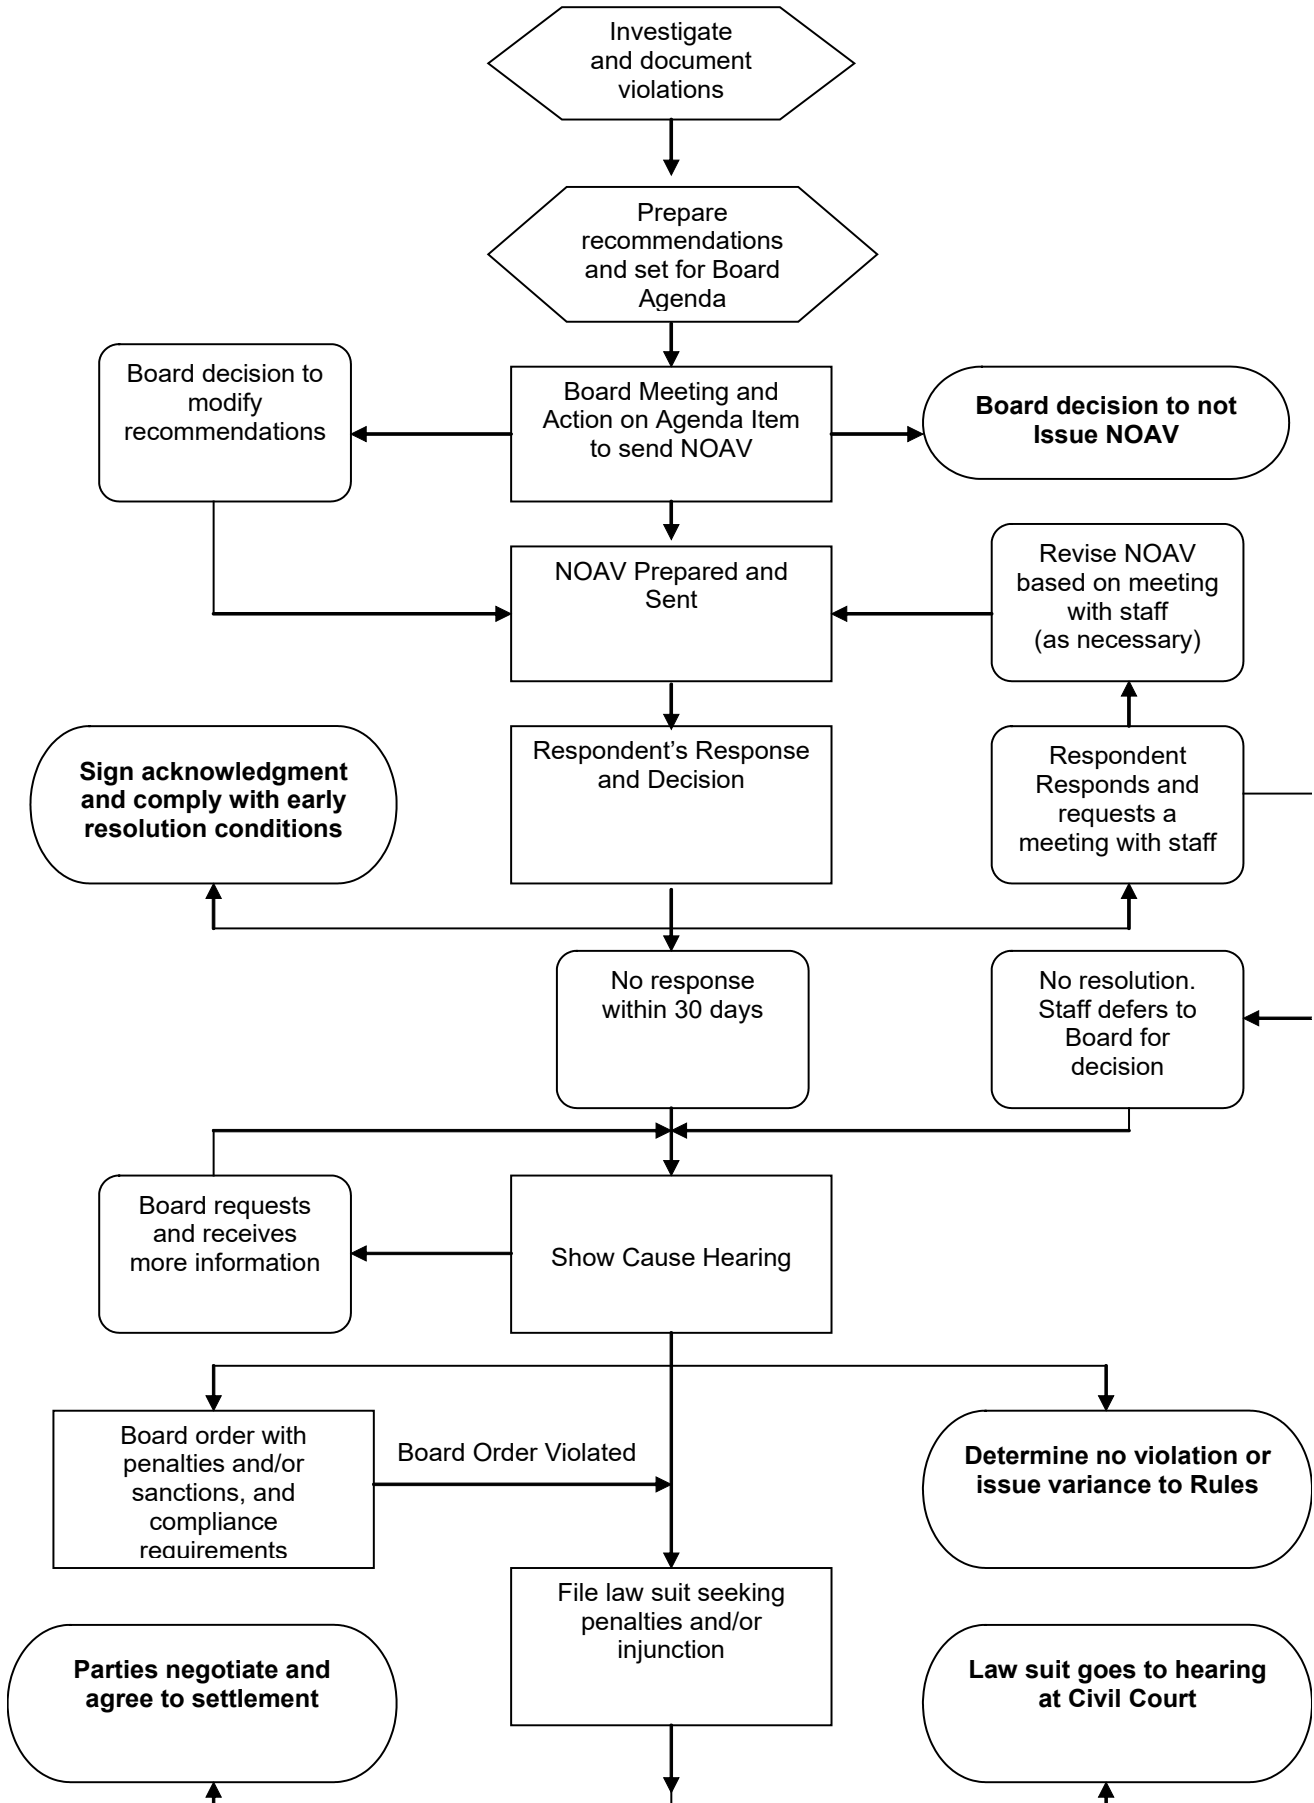 Investigate
and document
violations
Prepare
recommendations
and set for Board
Agenda
Board decision to
modify
recommendations
Board Meeting and
Action on Agenda Item
to send NOAV
Board decision to not
Issue NOAV
NOAV Prepared and
Sent
Revise NOAV
based on meeting
with staff
(as necessary)
Sign acknowledgment
and comply with early
resolution conditions
Respondent’s Response
and Decision
Respondent
Responds and
requests a
meeting with staff
No response
within 30 days
No resolution.
Staff defers to
Board for
decision
Board requests
and receives
more information
Show Cause Hearing
Board order with
penalties and/or
sanctions, and
compliance
requirements
Board Order Violated
Determine no violation or
issue variance to Rules
File law suit seeking
penalties and/or
injunction
Parties negotiate and
agree to settlement
Law suit goes to hearing
at Civil Court